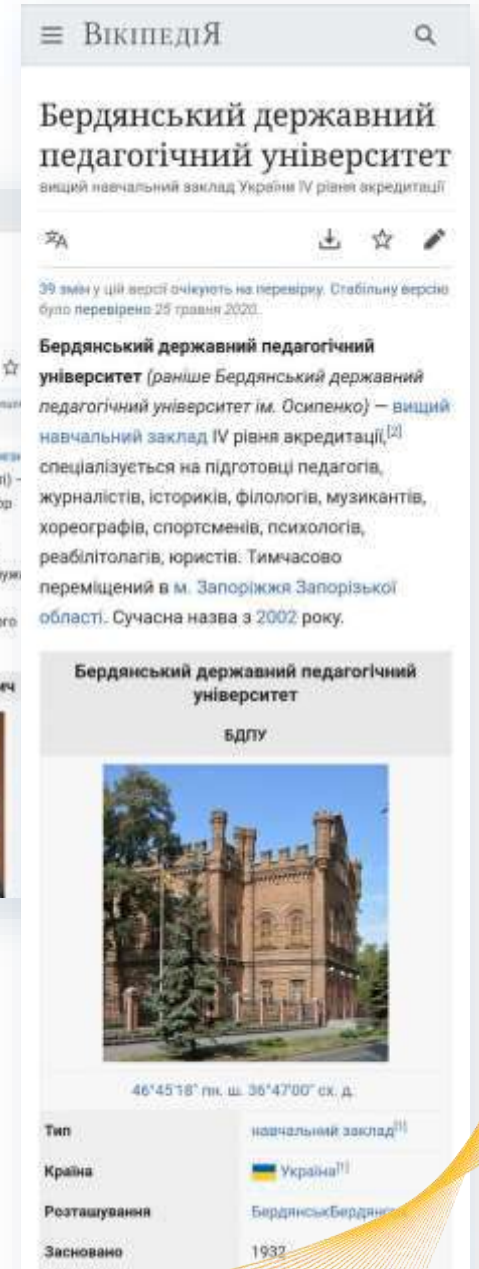 ВІКІПЕДІЯ
Бердянський державний
педагогічний університет
вищий навчальний заклад України IV рівня акредитації
39 змін у цій версії очікують на перевірку. Стабільну версію
було перевірено 25 травня 2020.
Бердянський державний педагогічний
університет (раніше Бердянський державний
педагогічний університет ім. Осипенко) — вищий
навчальний заклад IV рівня акредитації,[2]
спеціалізується на підготовці педагогів,
журналістів, істориків, філологів, музикантів,
хореографів, спортсменів, психологів,
реабілітолагів, юристів. Тимчасово
переміщений в м. Запоріжжя Запорізької
області. Сучасна назва з 2002 року.
Бердянський державний педагогічний
університет
БДПУ
46°45′18″ пн. ш. 36°47′00″ сх. д.
Тип навчальний заклад[1]
Країна Україна[1]
Розташування БердянськБердянськ
Засновано 1932